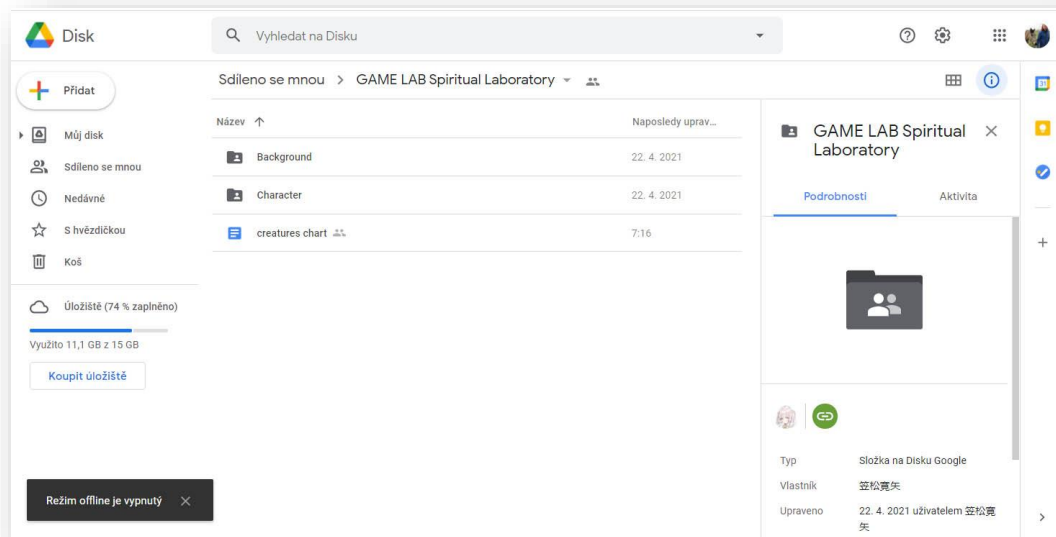 Disk
Vyhledat na Disku
Přidat
Můj disk
Sdíleno se mnou
Nedávné
S hvězdičkou
Koš
Úložiště (74 % zaplněno)
Využito 11,1 GB z 15 GB
Koupit úložiště
Režim offline je vypnutý
Sdíleno se mnou > GAME LAB Spiritual Laboratory
Název
Naposledy uprav...
Background
22. 4. 2021
Character
22. 4. 2021
creatures chart
7:16
GAME LAB Spiritual
Laboratory
Podrobnosti
Aktivita
Typ
Složka na Disku Google
Vlastník
笠松寛矢
Upraveno
22. 4. 2021 uživatelem 笠松寛
矢
31